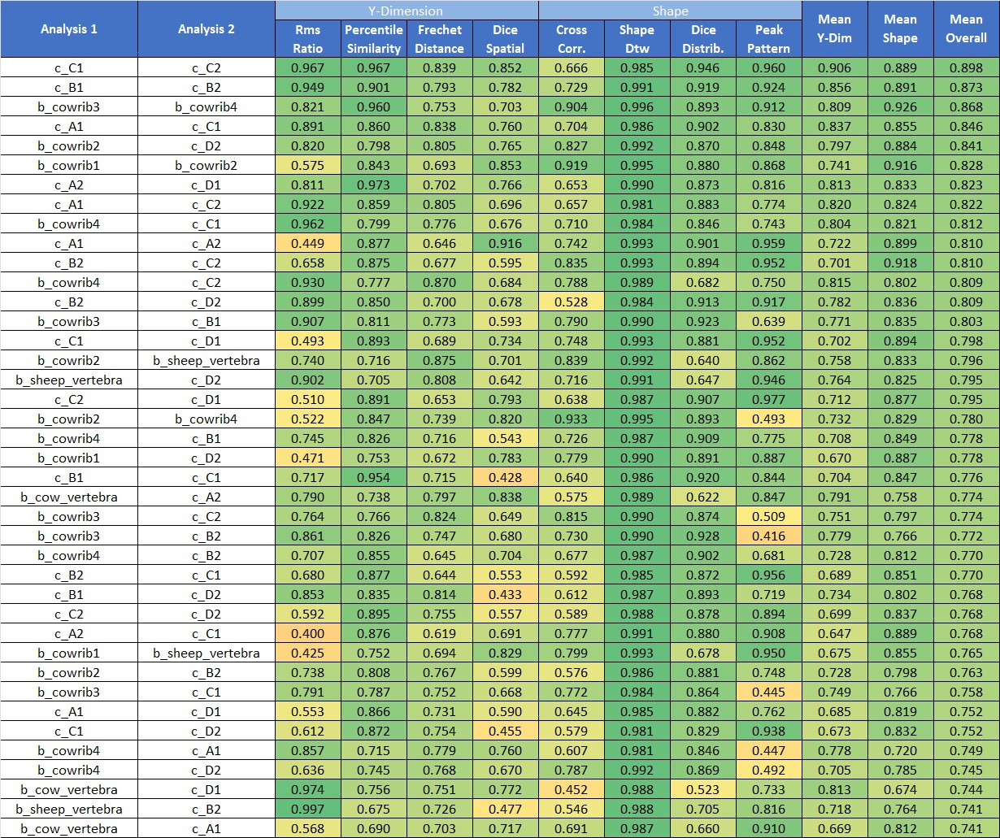 Analysis 1 Analysis 2 Y-Dimension Shape Mean Y-Dim Mean Shape Mean Overall
Rms Ratio Percentile Similarity Frechet Distance Dice Spatial Cross Corr. Shape Dtw Dice Distrib. Peak Pattern
c_C1 c_C2 0.967 0.967 0.839 0.852 0.666 0.985 0.946 0.960 0.906 0.889 0.898
c_B1 c_B2 0.949 0.901 0.793 0.782 0.729 0.991 0.919 0.924 0.856 0.891 0.873
b_cowrib3 b_cowrib4 0.821 0.960 0.753 0.703 0.904 0.996 0.893 0.912 0.809 0.926 0.868
c_A1 c_C1 0.891 0.860 0.838 0.760 0.704 0.986 0.902 0.830 0.837 0.855 0.846
b_cowrib2 c_D2 0.820 0.798 0.805 0.765 0.827 0.992 0.870 0.848 0.797 0.884 0.841
b_cowrib1 b_cowrib2 0.575 0.843 0.693 0.853 0.919 0.995 0.880 0.868 0.741 0.916 0.828
c_A2 c_D1 0.811 0.973 0.702 0.766 0.653 0.990 0.873 0.816 0.813 0.833 0.823
c_A1 c_C2 0.922 0.859 0.805 0.696 0.657 0.981 0.883 0.774 0.820 0.824 0.822
b_cowrib4 c_C1 0.962 0.799 0.776 0.676 0.710 0.984 0.846 0.743 0.804 0.821 0.812
c_A1 c_A2 0.449 0.877 0.646 0.916 0.742 0.993 0.901 0.959 0.722 0.899 0.810
c_B2 c_C2 0.658 0.875 0.677 0.595 0.835 0.993 0.894 0.952 0.701 0.918 0.810
b_cowrib4 c_C2 0.930 0.777 0.870 0.684 0.788 0.989 0.682 0.750 0.815 0.802 0.809
c_B2 c_D2 0.899 0.850 0.700 0.678 0.528 0.984 0.913 0.917 0.782 0.836 0.809
b_cowrib3 c_B1 0.907 0.811 0.773 0.593 0.790 0.990 0.923 0.639 0.771 0.835 0.803
c_C1 c_D1 0.493 0.893 0.689 0.734 0.748 0.993 0.881 0.952 0.702 0.894 0.798
b_cowrib2 b_sheep_vertebra 0.740 0.716 0.875 0.701 0.839 0.992 0.640 0.862 0.758 0.833 0.796
b_sheep_vertebra c_D2 0.902 0.705 0.808 0.642 0.716 0.991 0.647 0.946 0.764 0.825 0.795
c_C2 c_D1 0.510 0.891 0.653 0.793 0.638 0.987 0.907 0.977 0.712 0.877 0.795
b_cowrib2 b_cowrib4 0.522 0.847 0.739 0.820 0.933 0.995 0.893 0.493 0.732 0.829 0.780
b_cowrib4 c_B1 0.745 0.826 0.716 0.543 0.726 0.987 0.909 0.775 0.708 0.849 0.778
b_cowrib1 c_D2 0.471 0.753 0.672 0.783 0.779 0.990 0.891 0.887 0.670 0.887 0.778
c_B1 c_C1 0.717 0.954 0.715 0.428 0.640 0.986 0.920 0.844 0.704 0.847 0.776
b_cow_vertebra c_A2 0.790 0.738 0.797 0.838 0.575 0.989 0.622 0.847 0.791 0.758 0.774
b_cowrib3 c_C2 0.764 0.766 0.824 0.649 0.815 0.990 0.874 0.509 0.751 0.797 0.774
b_cowrib3 c_B2 0.861 0.826 0.747 0.680 0.730 0.990 0.928 0.416 0.779 0.766 0.772
b_cowrib4 c_B2 0.707 0.855 0.645 0.704 0.677 0.987 0.902 0.681 0.728 0.812 0.770
c_B2 c_C1 0.680 0.877 0.644 0.553 0.592 0.985 0.872 0.956 0.689 0.851 0.770
c_B1 c_D2 0.853 0.835 0.814 0.433 0.612 0.987 0.893 0.719 0.734 0.802 0.768
c_C2 c_D2 0.592 0.895 0.755 0.557 0.589 0.988 0.878 0.894 0.699 0.837 0.768
c_A2 c_C1 0.400 0.876 0.619 0.691 0.777 0.991 0.880 0.908 0.647 0.889 0.768
b_cowrib1 b_sheep_vertebra 0.425 0.752 0.694 0.829 0.799 0.993 0.678 0.950 0.675 0.855 0.765
b_cowrib2 c_B2 0.738 0.808 0.767 0.599 0.576 0.986 0.881 0.748 0.728 0.798 0.763
b_cowrib3 c_C1 0.791 0.787 0.752 0.668 0.772 0.984 0.864 0.445 0.749 0.766 0.758
c_A1 c_D1 0.553 0.866 0.731 0.590 0.645 0.985 0.882 0.762 0.685 0.819 0.752
c_C1 c_D2 0.612 0.872 0.754 0.455 0.579 0.981 0.829 0.938 0.673 0.832 0.752
b_cowrib4 c_A1 0.857 0.715 0.779 0.760 0.607 0.981 0.846 0.447 0.778 0.720 0.749
b_cowrib4 c_D2 0.636 0.745 0.768 0.670 0.787 0.992 0.869 0.492 0.705 0.785 0.745
b_cow_vertebra c_D1 0.974 0.756 0.751 0.772 0.452 0.988 0.523 0.733 0.813 0.674 0.744
b_sheep_vertebra c_B2 0.997 0.675 0.726 0.477 0.546 0.988 0.705 0.816 0.718 0.764 0.741
b_cow_vertebra c_A1 0.568 0.690 0.703 0.717 0.691 0.987 0.660 0.910 0.669 0.812 0.741